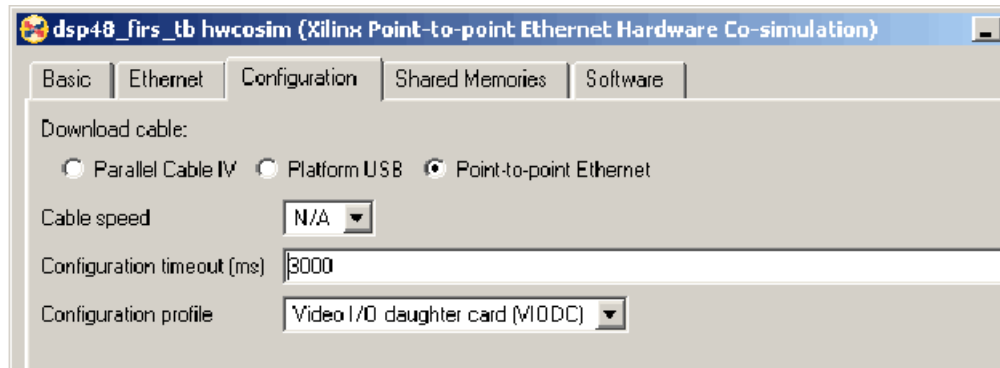 dsp48_firs_tb hwcosim (Xilinx Point-to-point Ethernet Hardware Co-simulation)
Basic Ethernet Configuration Shared Memories Software
Download cable:
Parallel Cable IV Platform USB Point-to-point Ethernet
Cable speed N/A
Configuration timeout (ms) 3000
Configuration profile Video I/O daughter card (VIODC)